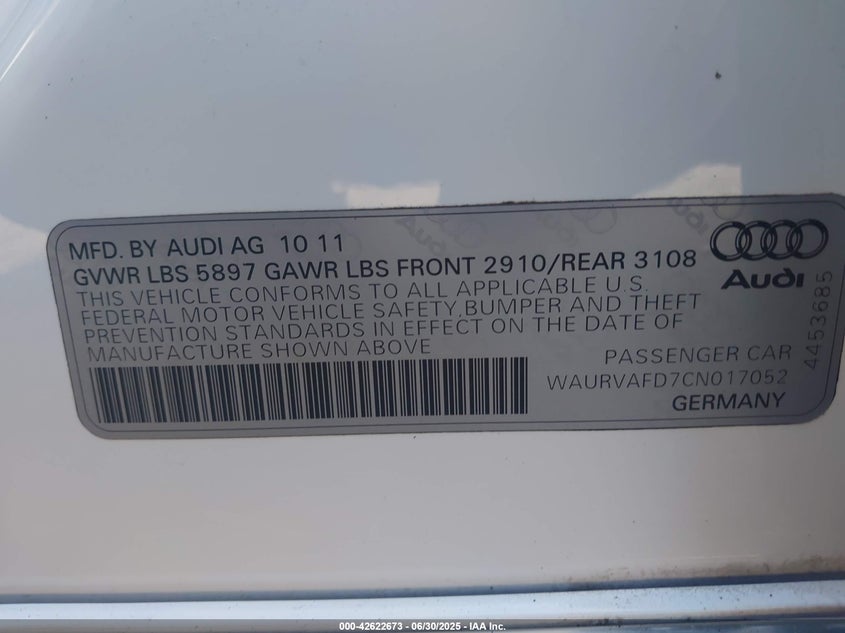 MFD. BY AUDI AG 10 11
GVWR LBS 5897 GAWR LBS FRONT 2910/REAR 3108
THIS VEHICLE CONFORMS TO ALL APPLICABLE U.S.
FEDERAL MOTOR VEHICLE SAFETY,BUMPER AND THEFT
PREVENTION STANDARDS IN EFFECT ON THE DATE OF
MANUFACTURE SHOWN ABOVE
PASSENGER CAR
WAURVAFD7CN017052
GERMANY
Audi
4453685
000-42622673 - 06/30/2025 - IAA Inc.